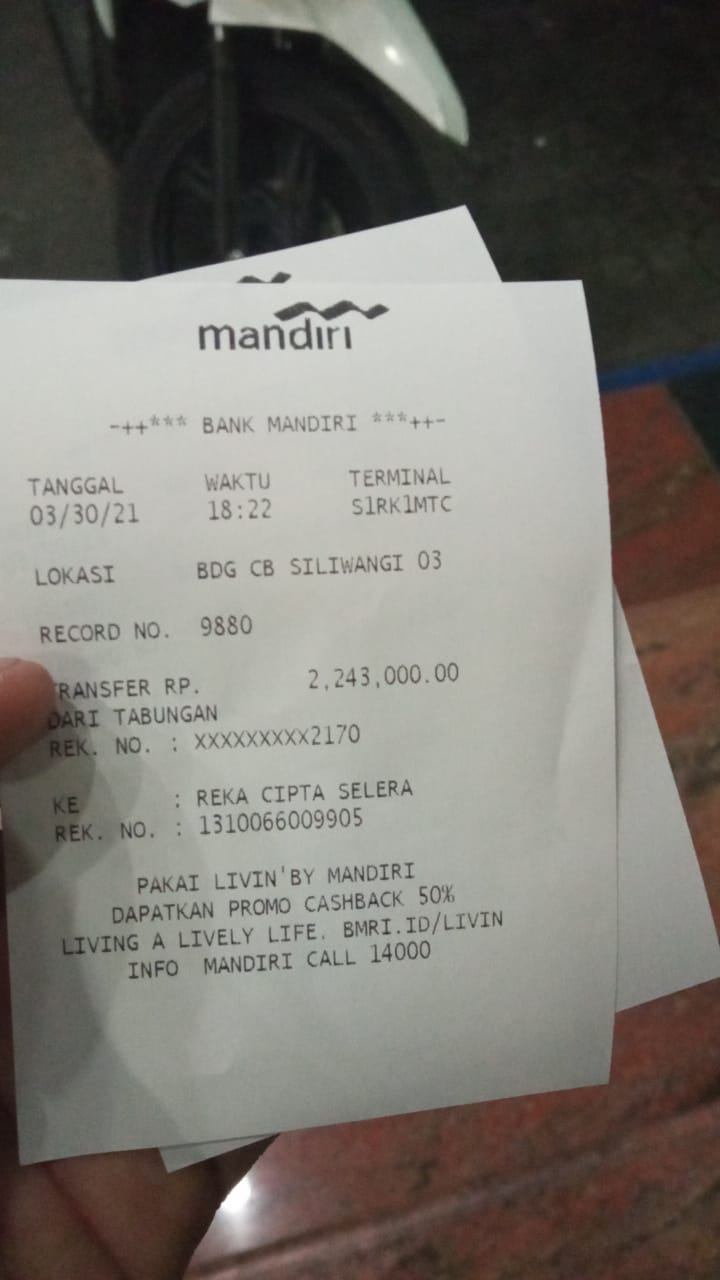 mandiri
-++*** BANK MANDIRI ***++-
TANGGAL WAKTU TERMINAL
03/30/21 18:22 S1RK1MTC
LOKASI BDG CB SILIWANGI 03
RECORD NO. 9880
TRANSFER RP. 2,243,000.00
DARI TABUNGAN
REK. NO. : XXXXXXXXX2170
KE : REKA CIPTA SELERA
REK. NO. : 1310066009905
PAKAI LIVIN'BY MANDIRI
DAPATKAN PROMO CASHBACK 50%
LIVING A LIVELY LIFE. BMRI.ID/LIVIN
INFO MANDIRI CALL 14000